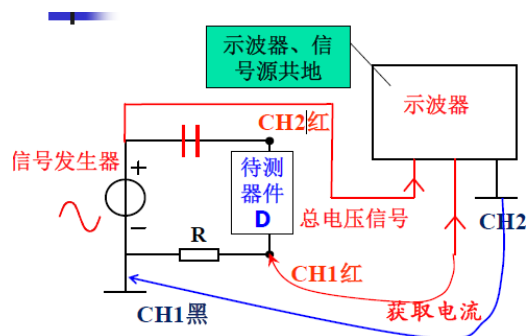 示波器、信
号源共地
示波器
CH2红
信号发生器
+
待测
器件
D
总电压信号
−
R
CH2
CH1红
获取电流
CH1黑